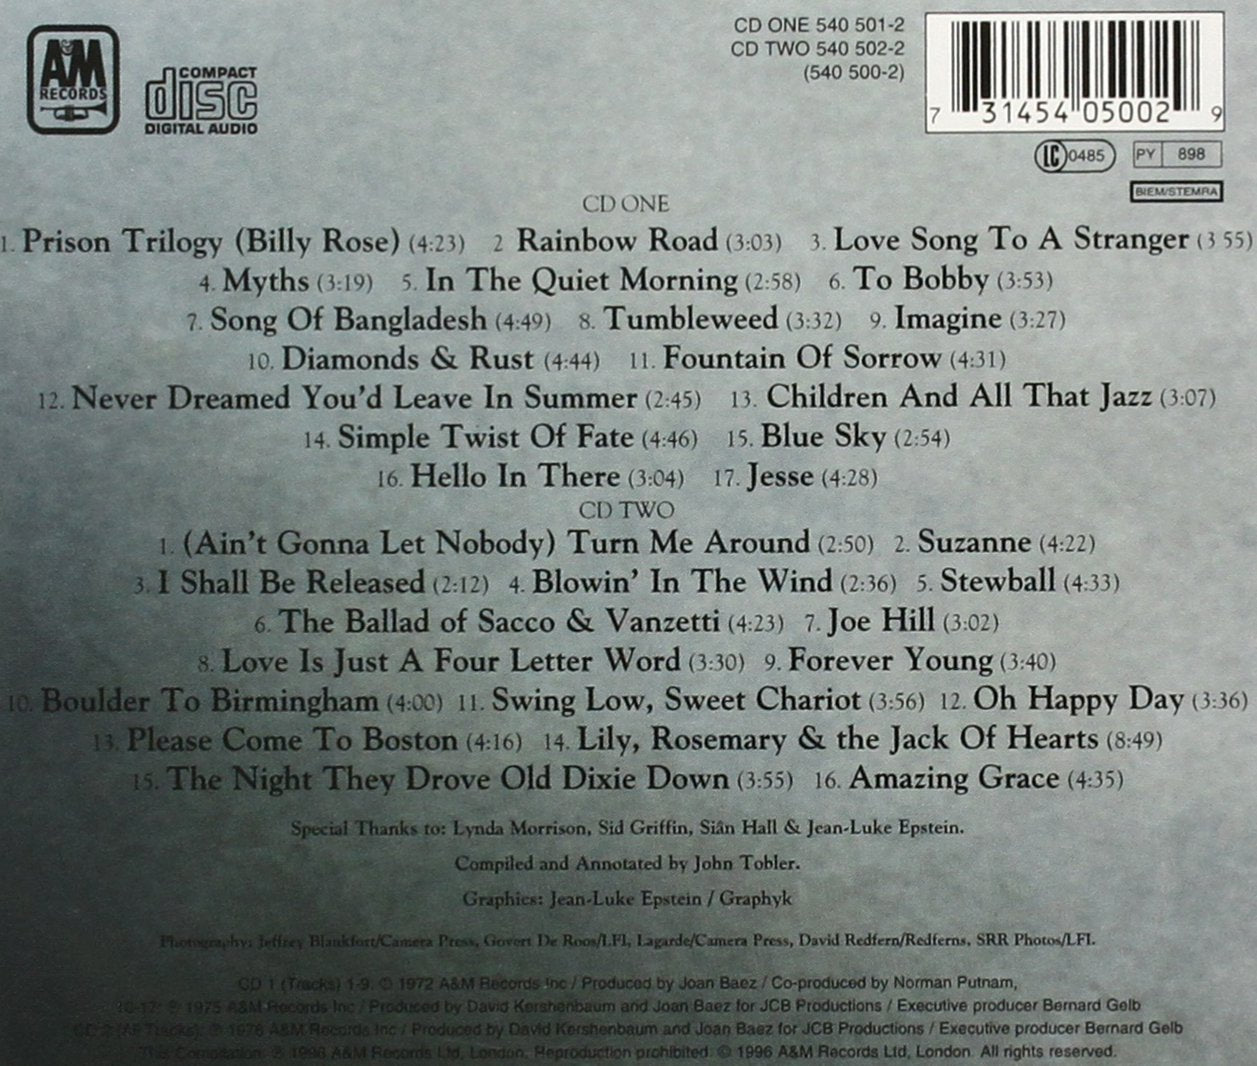 A&M RECORDS
COMPACT disc DIGITAL AUDIO
CD ONE 540 501-2
CD TWO 540 502-2
(540 500-2)
7 31454 05002 9
LC 0485
PY 898
BIEM/STEMRA
CD ONE
1. Prison Trilogy (Billy Rose) (4:23) 2 Rainbow Road (3:03) 3. Love Song To A Stranger (3 55)
4. Myths (3:19) 5. In The Quiet Morning (2:58) 6. To Bobby (3:53)
7. Song Of Bangladesh (4:49) 8. Tumbleweed (3:32) 9. Imagine (3:27)
10. Diamonds & Rust (4:44) 11. Fountain Of Sorrow (4:31)
12. Never Dreamed You'd Leave In Summer (2:45) 13. Children And All That Jazz (3:07)
14. Simple Twist Of Fate (4:46) 15. Blue Sky (2:54)
16. Hello In There (3:04) 17. Jesse (4:28)
CD TWO
1. (Ain't Gonna Let Nobody) Turn Me Around (2:50) 2. Suzanne (4:22)
3. I Shall Be Released (2:12) 4. Blowin' In The Wind (2:36) 5. Stewball (4:33)
6. The Ballad of Sacco & Vanzetti (4:23) 7. Joe Hill (3:02)
8. Love Is Just A Four Letter Word (3:30) 9. Forever Young (3:40)
10. Boulder To Birmingham (4:00) 11. Swing Low, Sweet Chariot (3:56) 12. Oh Happy Day (3:36)
13. Please Come To Boston (4:16) 14. Lily, Rosemary & the Jack Of Hearts (8:49)
15. The Night They Drove Old Dixie Down (3:55) 16. Amazing Grace (4:35)
Special Thanks to: Lynda Morrison, Sid Griffin, Siân Hall & Jean-Luke Epstein.
Compiled and Annotated by John Tobler.
Graphics: Jean-Luke Epstein / Graphyk
Photography: Jeffrey Blankfort/Camera Press, Govert De Roos/LFI, Lagarde/Camera Press, David Redfern/Redferns, SRR Photos/LFI.
CD 1 (Tracks) 1-9. ℗ 1972 A&M Records Inc / Produced by Joan Baez / Co-produced by Norman Putnam,
10-17: ℗ 1975 A&M Records Inc / Produced by David Kershenbaum and Joan Baez for JCB Productions / Executive producer Bernard Gelb
CD 2 (All Tracks): ℗ 1976 A&M Records Inc / Produced by David Kershenbaum and Joan Baez for JCB Productions / Executive producer Bernard Gelb
This Compilation: ℗ 1996 A&M Records Ltd, London. Reproduction prohibited. © 1996 A&M Records Ltd, London. All rights reserved.